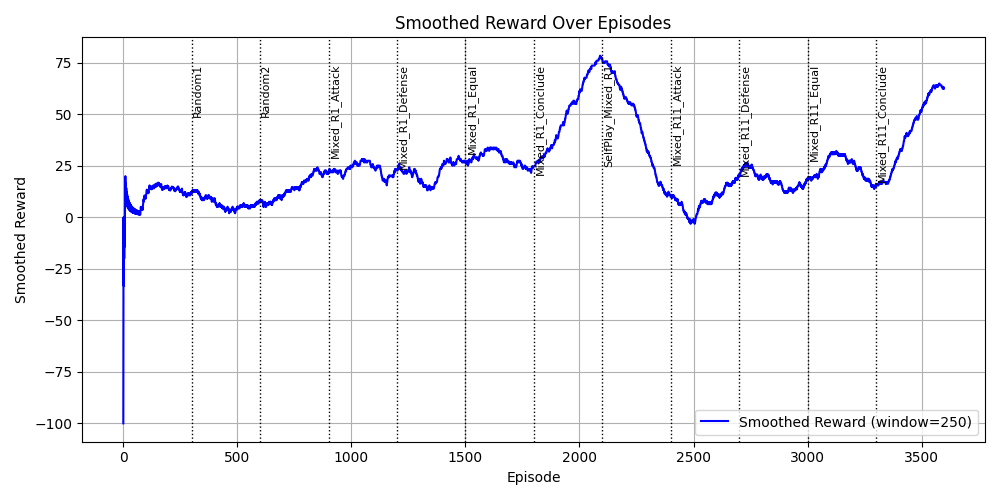 Smoothed Reward Over Episodes
Smoothed Reward
75
50
25
0
−25
−50
−75
−100
Random1
Random2
Mixed_R1_Attack
Mixed_R1_Defense
Mixed_R1_Equal
Mixed_R1_Conclude
SelfPlay_Mixed_R1
Mixed_R11_Attack
Mixed_R11_Defense
Mixed_R11_Equal
Mixed_R11_Conclude
Smoothed Reward (window=250)
0 500 1000 1500 2000 2500 3000 3500
Episode